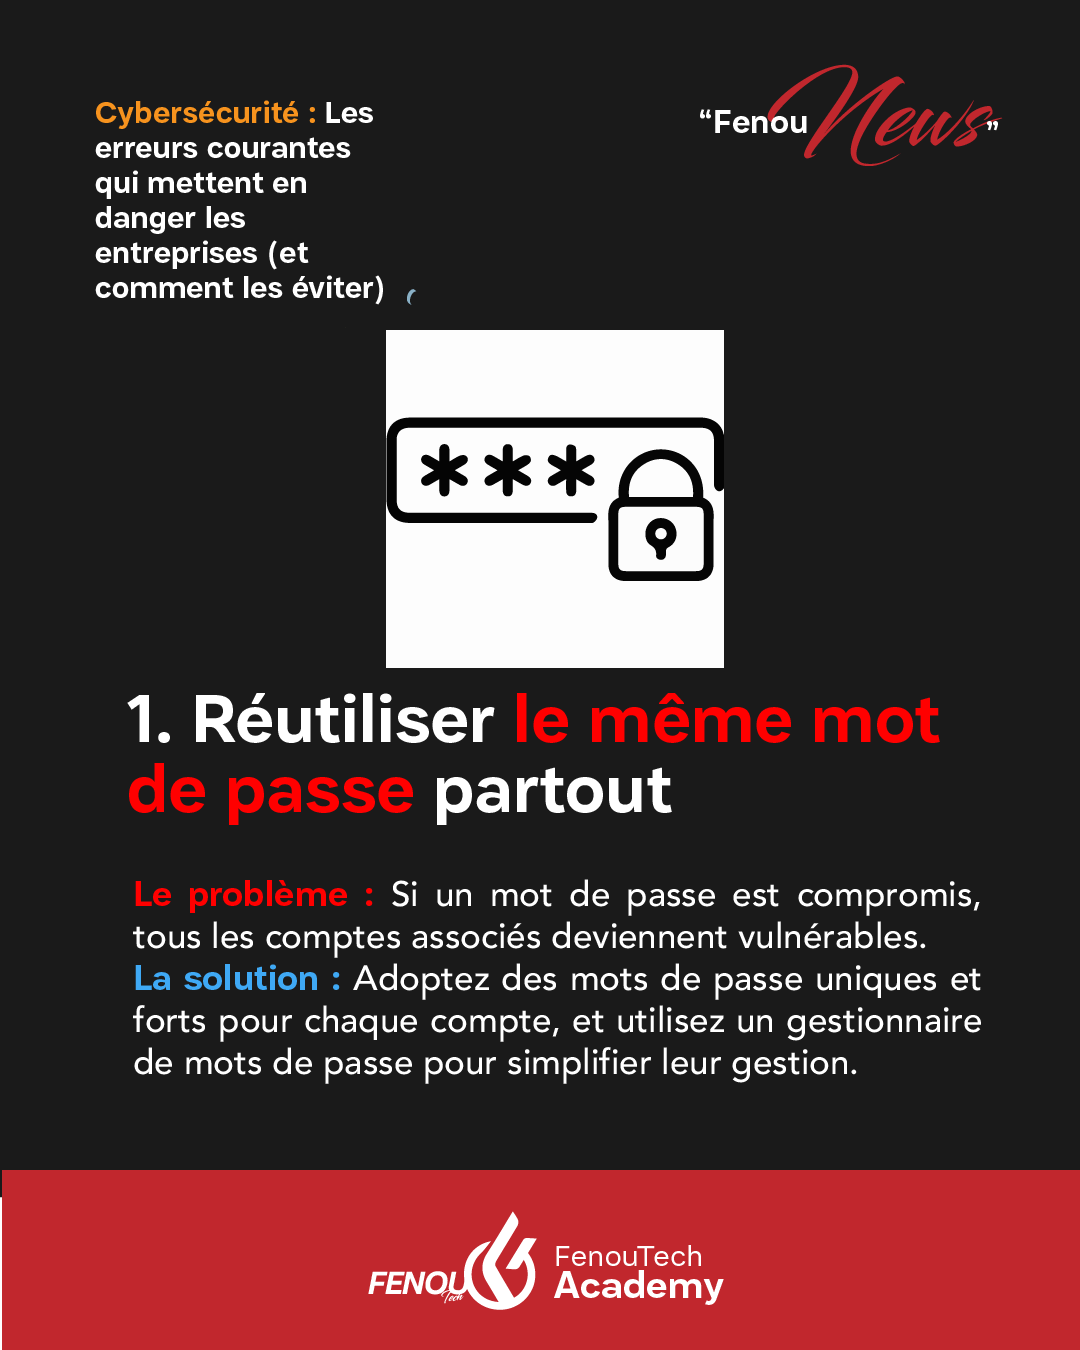 Cybersécurité : Les
erreurs courantes
qui mettent en
danger les
entreprises (et
comment les éviter)
“Fenou News”
***
1. Réutiliser le même mot
de passe partout
Le problème : Si un mot de passe est compromis,
tous les comptes associés deviennent vulnérables.
La solution : Adoptez des mots de passe uniques et
forts pour chaque compte, et utilisez un gestionnaire
de mots de passe pour simplifier leur gestion.
FENOU
Tech
FenouTech
Academy